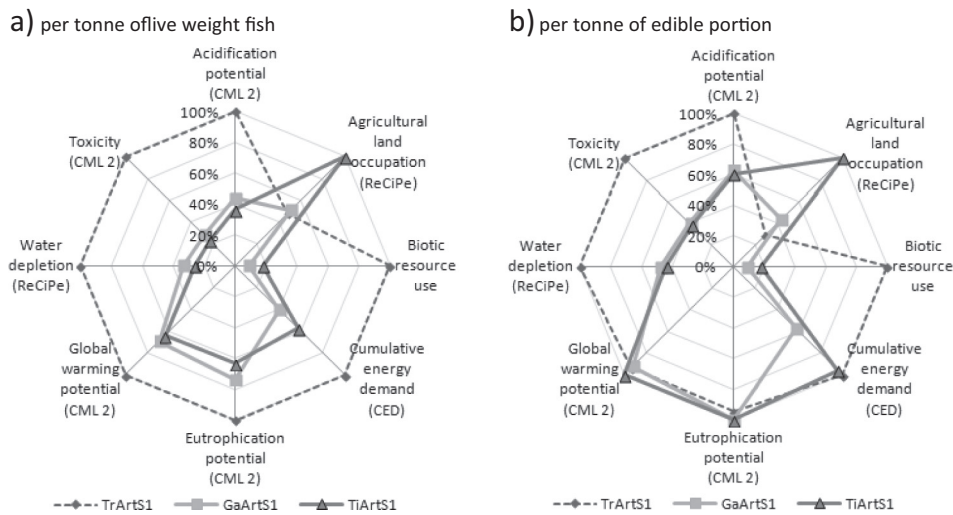 a) per tonne oflive weight fish
Acidification
potential
(CML 2)
100%
80%
60%
40%
20%
0%
Agricultural
land
occupation
(ReCiPe)
Biotic
resource
use
Cumulative
energy
demand
(CED)
Eutrophication
potential
(CML 2)
Global
warming
potential
(CML 2)
Water
depletion
(ReCiPe)
Toxicity
(CML 2)
TrArtS1 GaArtS1 TiArtS1
b) per tonne of edible portion
Acidification
potential
(CML 2)
100%
80%
60%
40%
20%
0%
Agricultural
land
occupation
(ReCiPe)
Biotic
resource
use
Cumulative
energy
demand
(CED)
Eutrophication
potential
(CML 2)
Global
warming
potential
(CML 2)
Water
depletion
(ReCiPe)
Toxicity
(CML 2)
TrArtS1 GaArtS1 TiArtS1